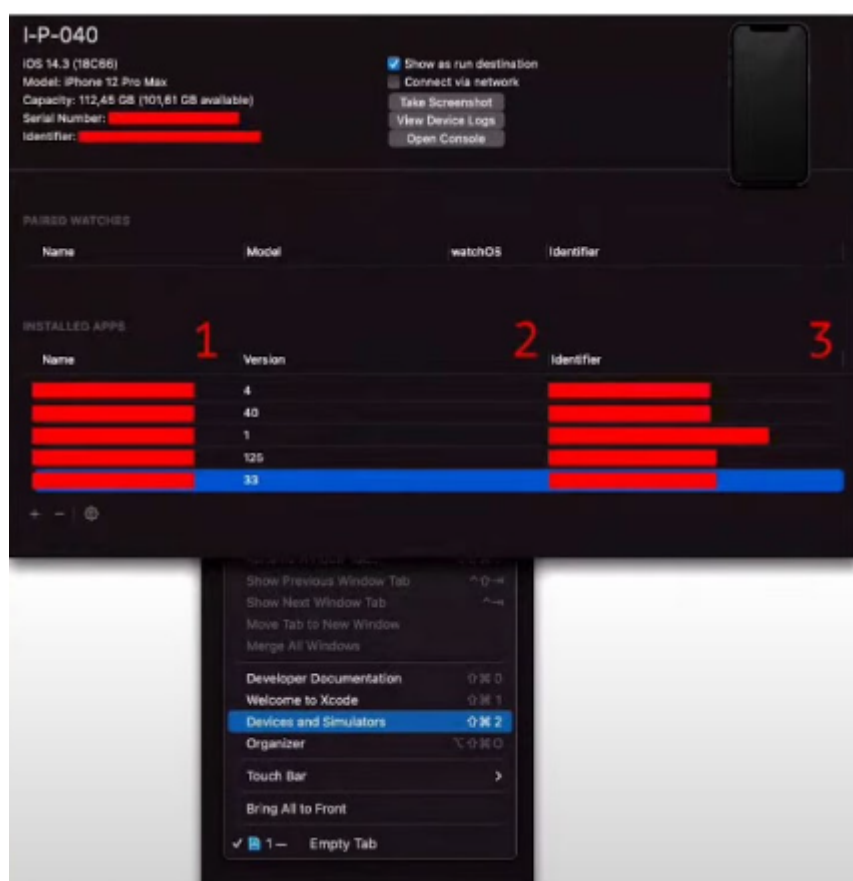 I-P-040
iOS 14.3 (18C66)
Model: iPhone 12 Pro Max
Capacity: 112,45 GB (101,61 GB available)
Serial Number:
Identifier:
Show as run destination
Connect via network
Take Screenshot
View Device Logs
Open Console
PAIRED WATCHES
Name Model watchOS Identifier
INSTALLED APPS
1 2 3
Name Version Identifier
4
40
1
125
33
Show Previous Window Tab
Show Next Window Tab
Move Tab to New Window
Merge All Windows
Developer Documentation ⇧⌘0
Welcome to Xcode ⇧⌘1
Devices and Simulators ⇧⌘2
Organizer ⌥⇧⌘O
Touch Bar
Bring All to Front
✓ 1 — Empty Tab